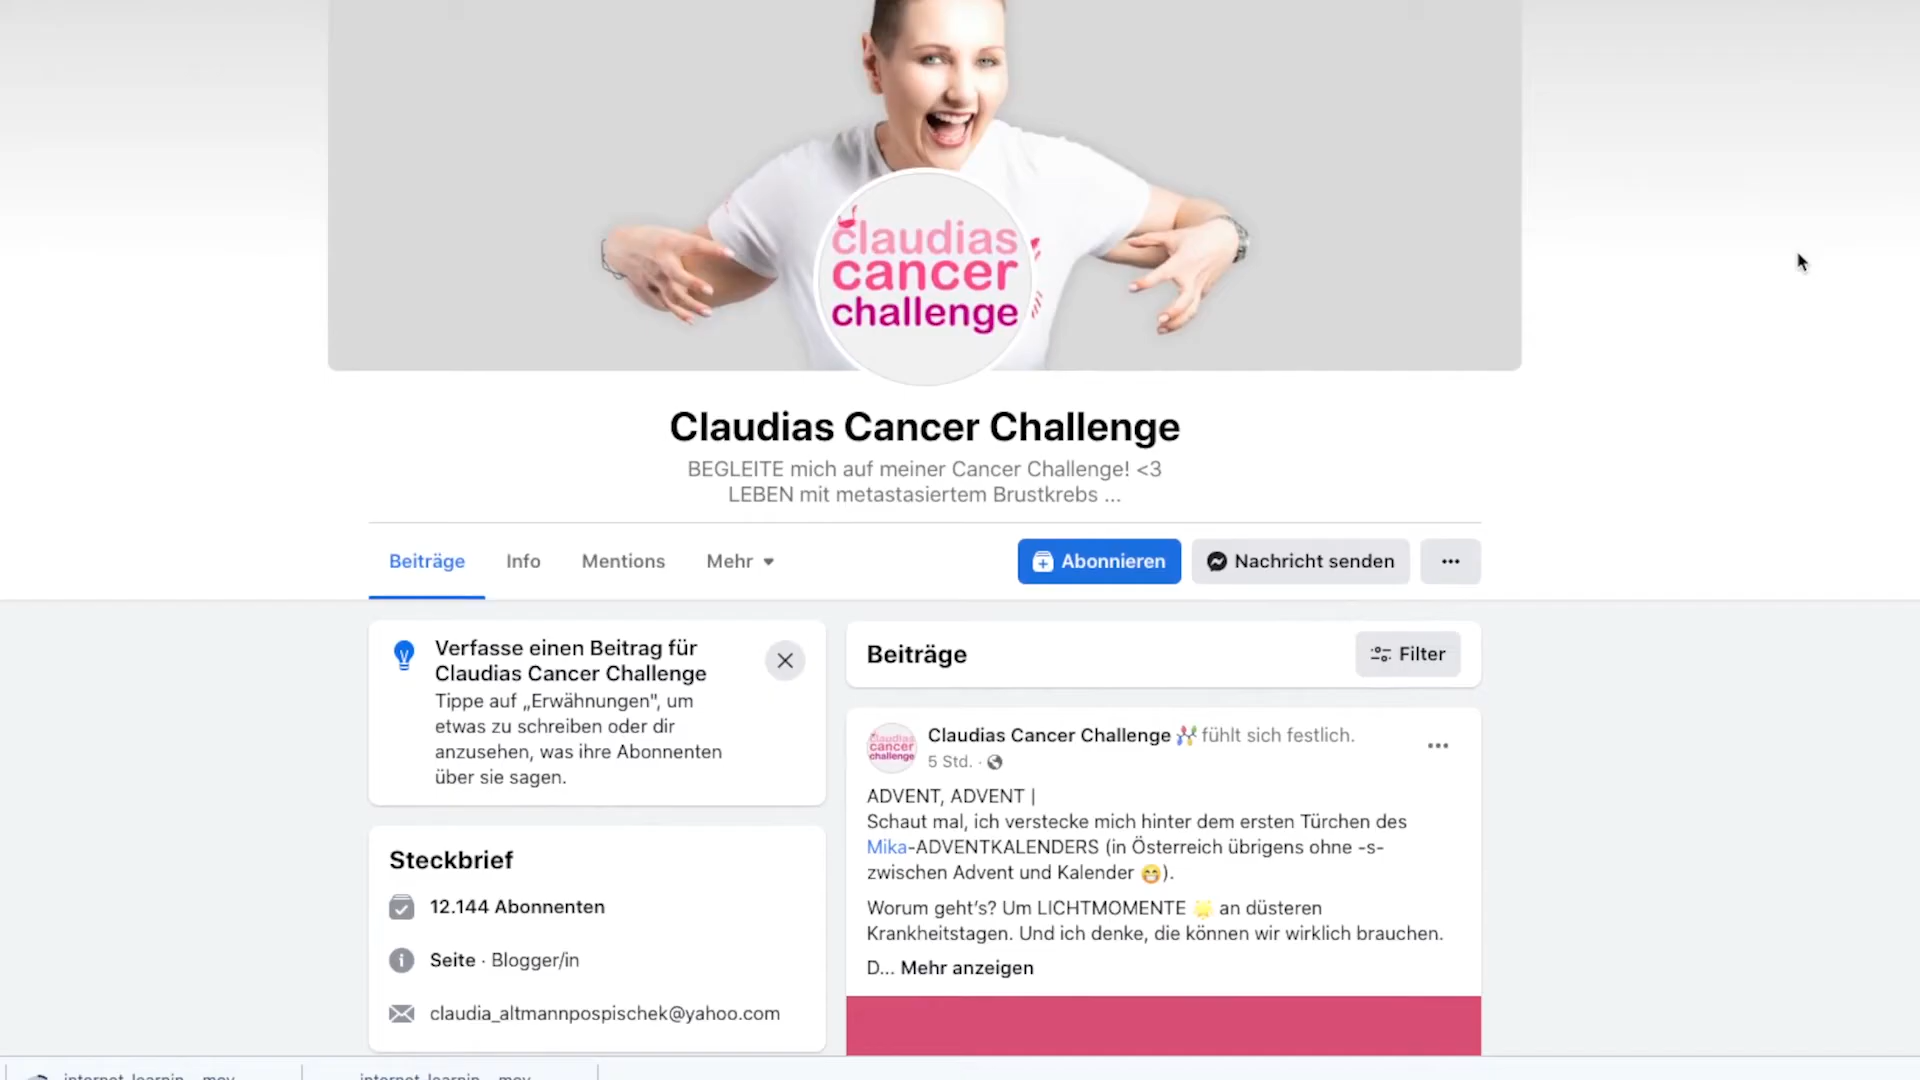 claudias
cancer
challenge
Claudias Cancer Challenge
BEGLEITE mich auf meiner Cancer Challenge! <3
LEBEN mit metastasiertem Brustkrebs ...
Beiträge
Info
Mentions
Mehr
Abonnieren
Nachricht senden
Verfasse einen Beitrag für
Claudias Cancer Challenge
Tippe auf „Erwähnungen", um
etwas zu schreiben oder dir
anzusehen, was ihre Abonnenten
über sie sagen.
Steckbrief
12.144 Abonnenten
Seite · Blogger/in
claudia_altmannpospischek@yahoo.com
Beiträge
Filter
claudias
cancer
challenge
Claudias Cancer Challenge fühlt sich festlich.
5 Std. ·
ADVENT, ADVENT |
Schaut mal, ich verstecke mich hinter dem ersten Türchen des
Mika-ADVENTKALENDERS (in Österreich übrigens ohne -s-
zwischen Advent und Kalender 😁).
Worum geht's? Um LICHTMOMENTE 🌟 an düsteren
Krankheitstagen. Und ich denke, die können wir wirklich brauchen.
D... Mehr anzeigen